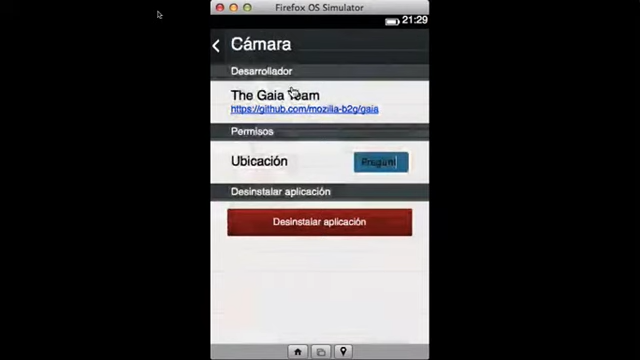 Firefox OS Simulator
21:29
Cámara
Desarrollador
The Gaia Team
https://github.com/mozilla-b2g/gaia
Permisos
Ubicación
Desinstalar aplicación
Desinstalar aplicación